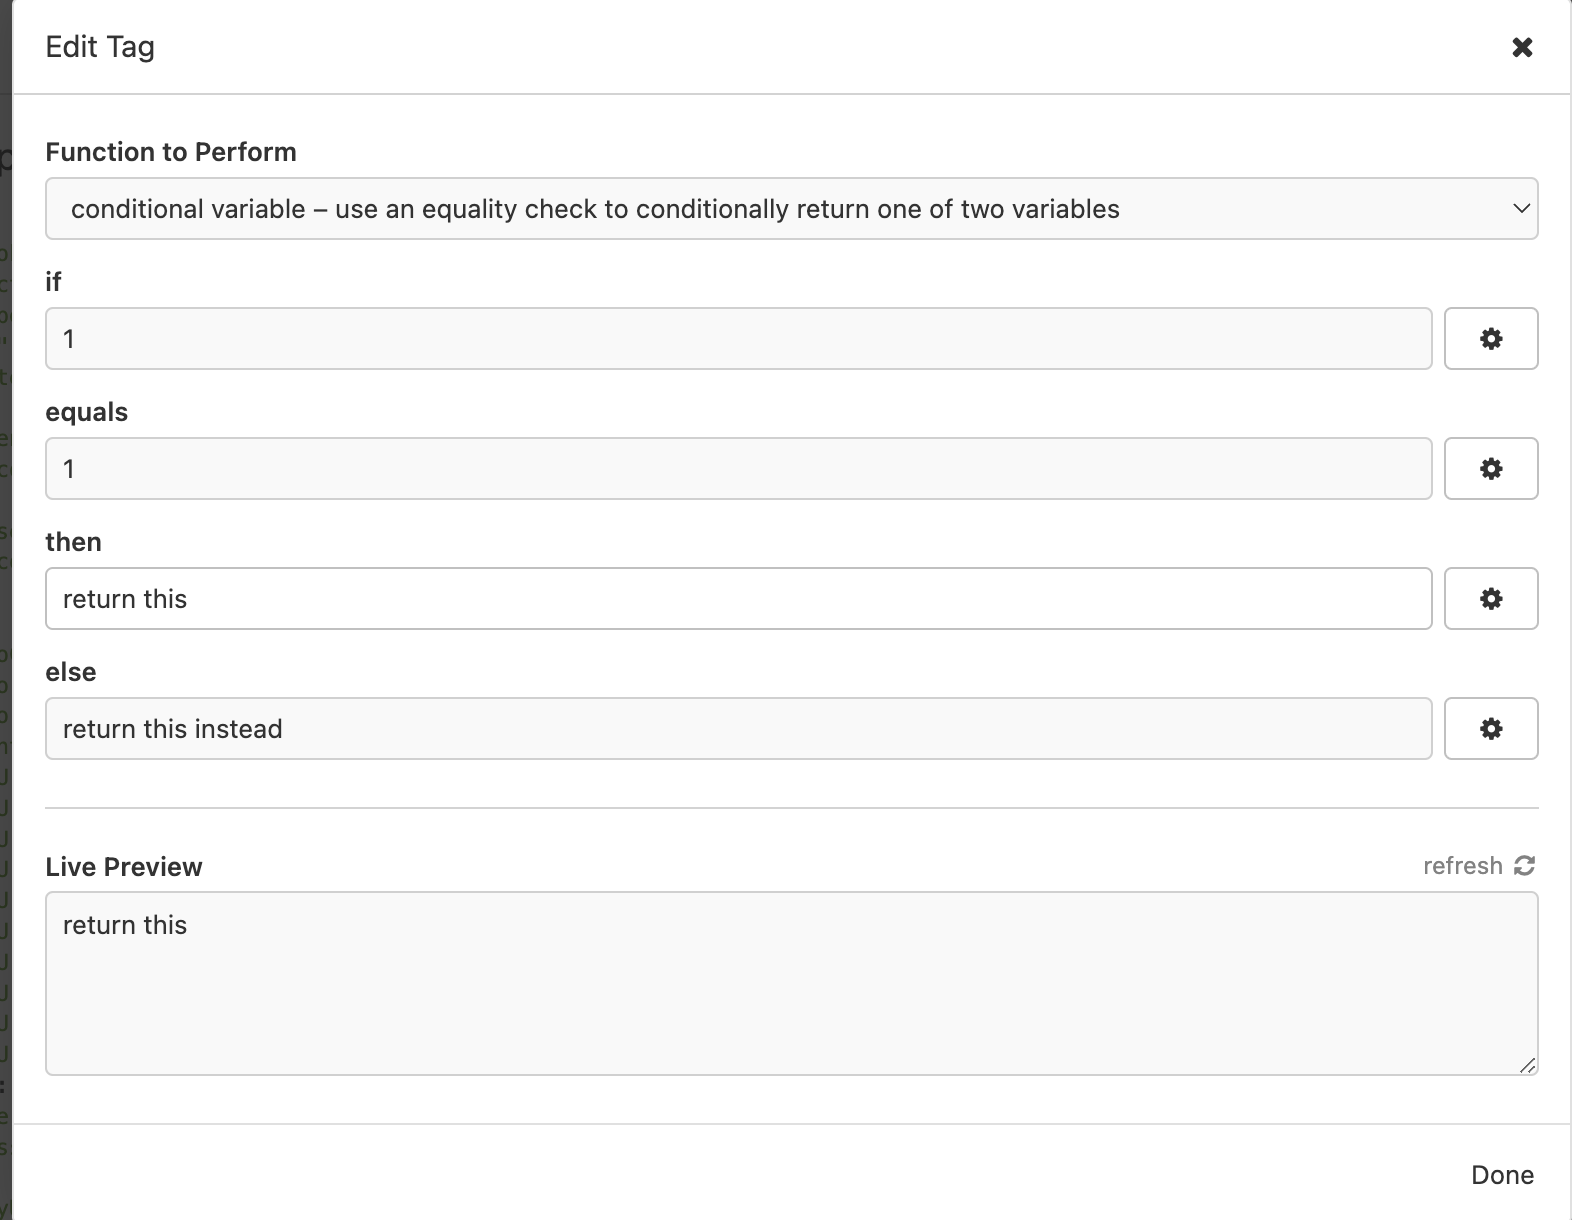 Edit Tag
Function to Perform
conditional variable – use an equality check to conditionally return one of two variables
if
1
equals
1
then
return this
else
return this instead
Live Preview
refresh
return this
Done